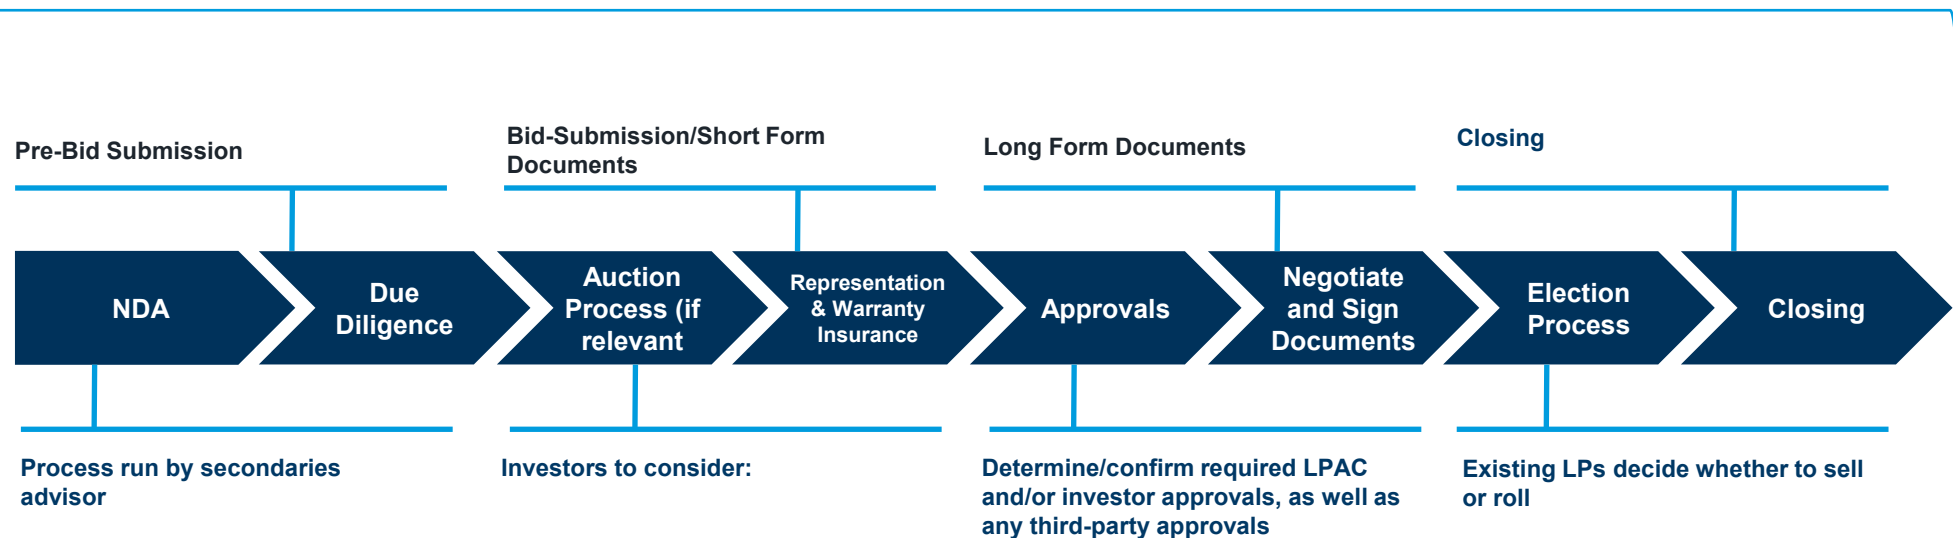 Pre-Bid Submission
Bid-Submission/Short Form
Documents
Long Form Documents
Closing
NDA
Due
Diligence
Auction
Process (if
relevant
Representation
& Warranty
Insurance
Approvals
Negotiate
and Sign
Documents
Election
Process
Closing
Process run by secondaries
advisor
Investors to consider:
Determine/confirm required LPAC
and/or investor approvals, as well as
any third-party approvals
Existing LPs decide whether to sell
or roll